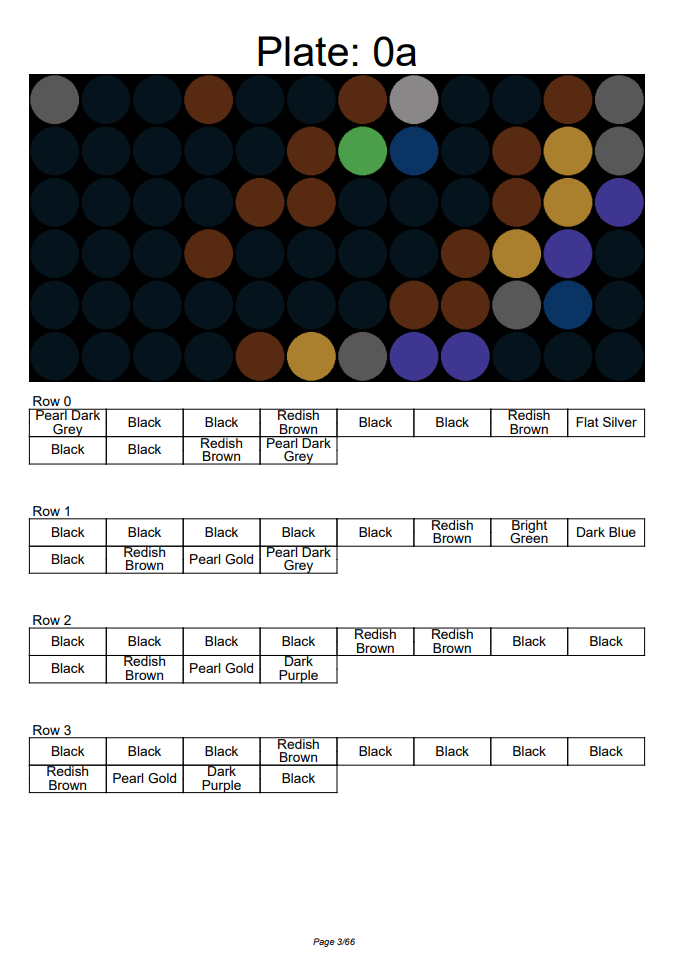 Plate: 0a
Row 0
Pearl Dark Grey Black Black Redish Brown Black Black Redish Brown Flat Silver
Black Black Redish Brown Pearl Dark Grey
Row 1
Black Black Black Black Black Redish Brown Bright Green Dark Blue
Black Redish Brown Pearl Gold Pearl Dark Grey
Row 2
Black Black Black Black Redish Brown Redish Brown Black Black
Black Redish Brown Pearl Gold Dark Purple
Row 3
Black Black Black Redish Brown Black Black Black Black
Redish Brown Pearl Gold Dark Purple Black
Page 3/66